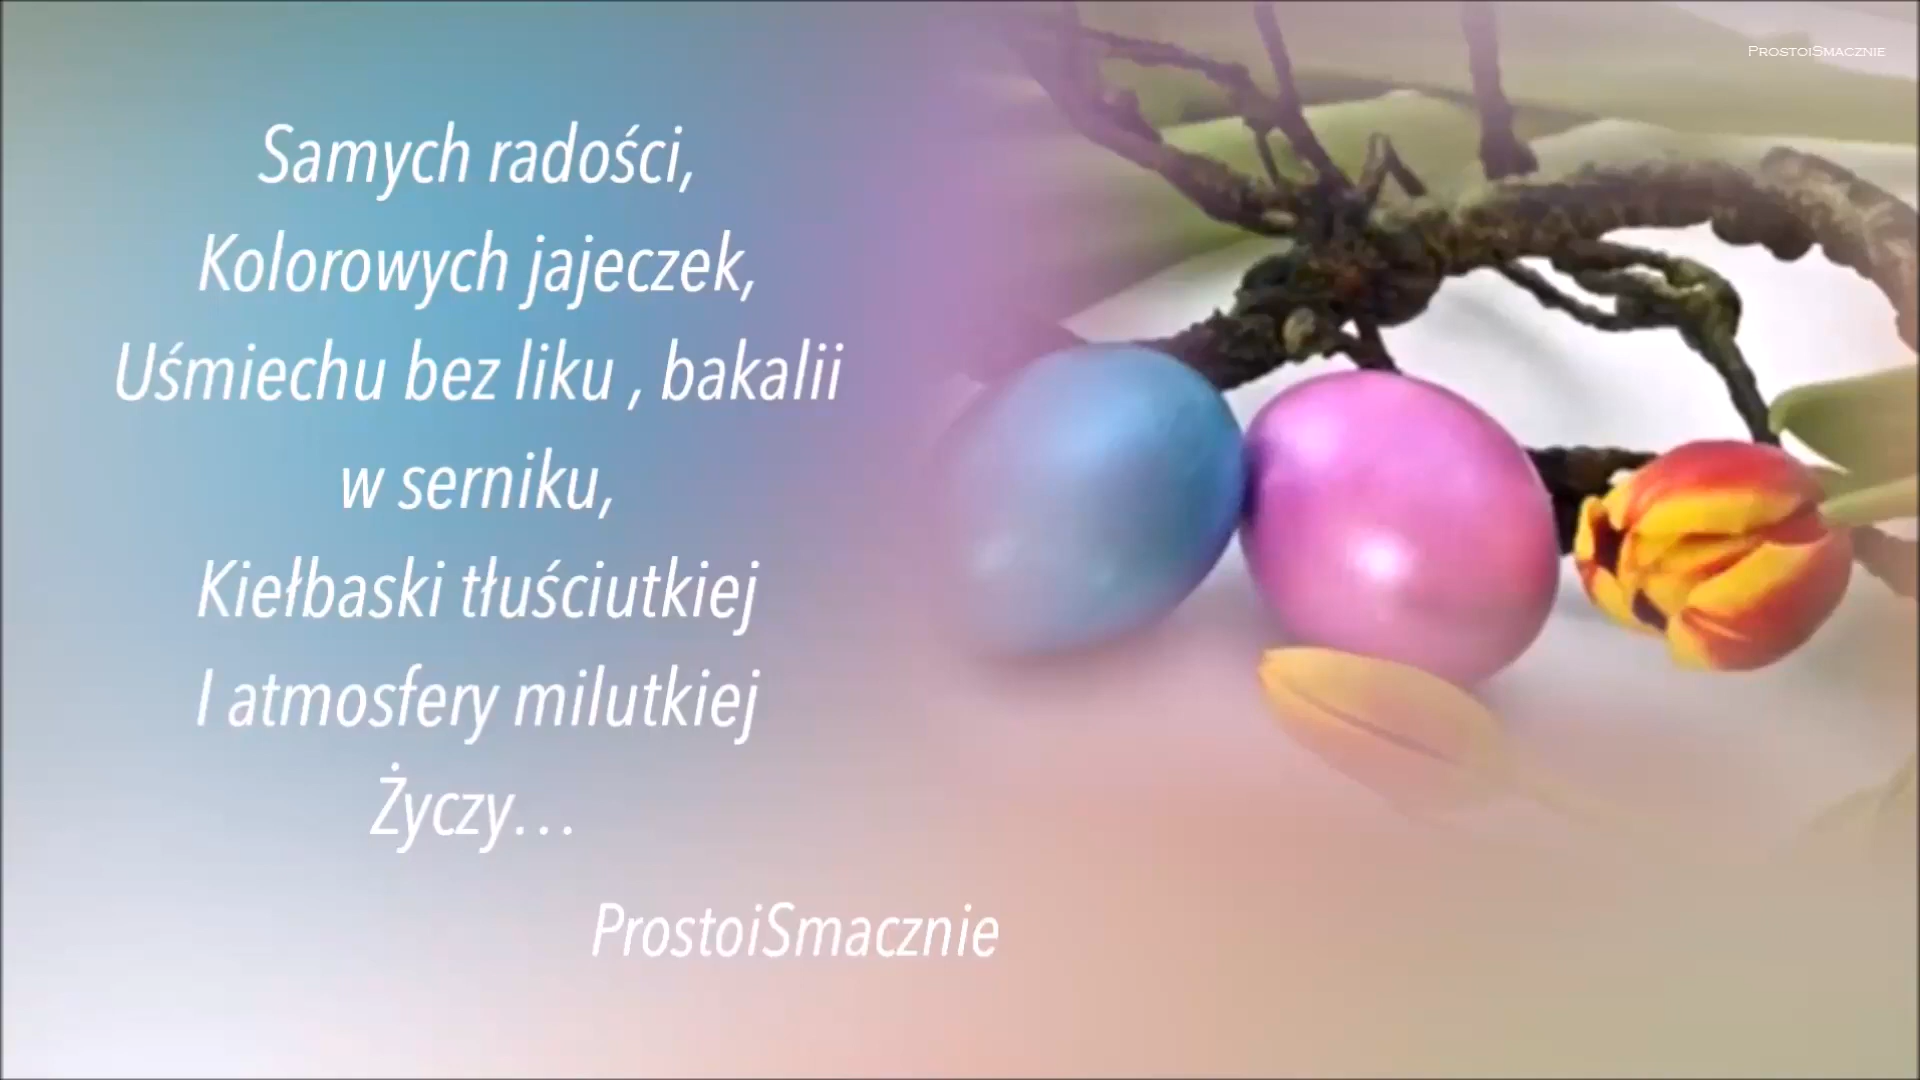 ProstoiSmacznie
Samych radości,
Kolorowych jajeczek,
Uśmiechu bez liku , bakalii
w serniku,
Kiełbaski tłuściutkiej
I atmosfery milutkiej
Życzy...
ProstoiSmacznie